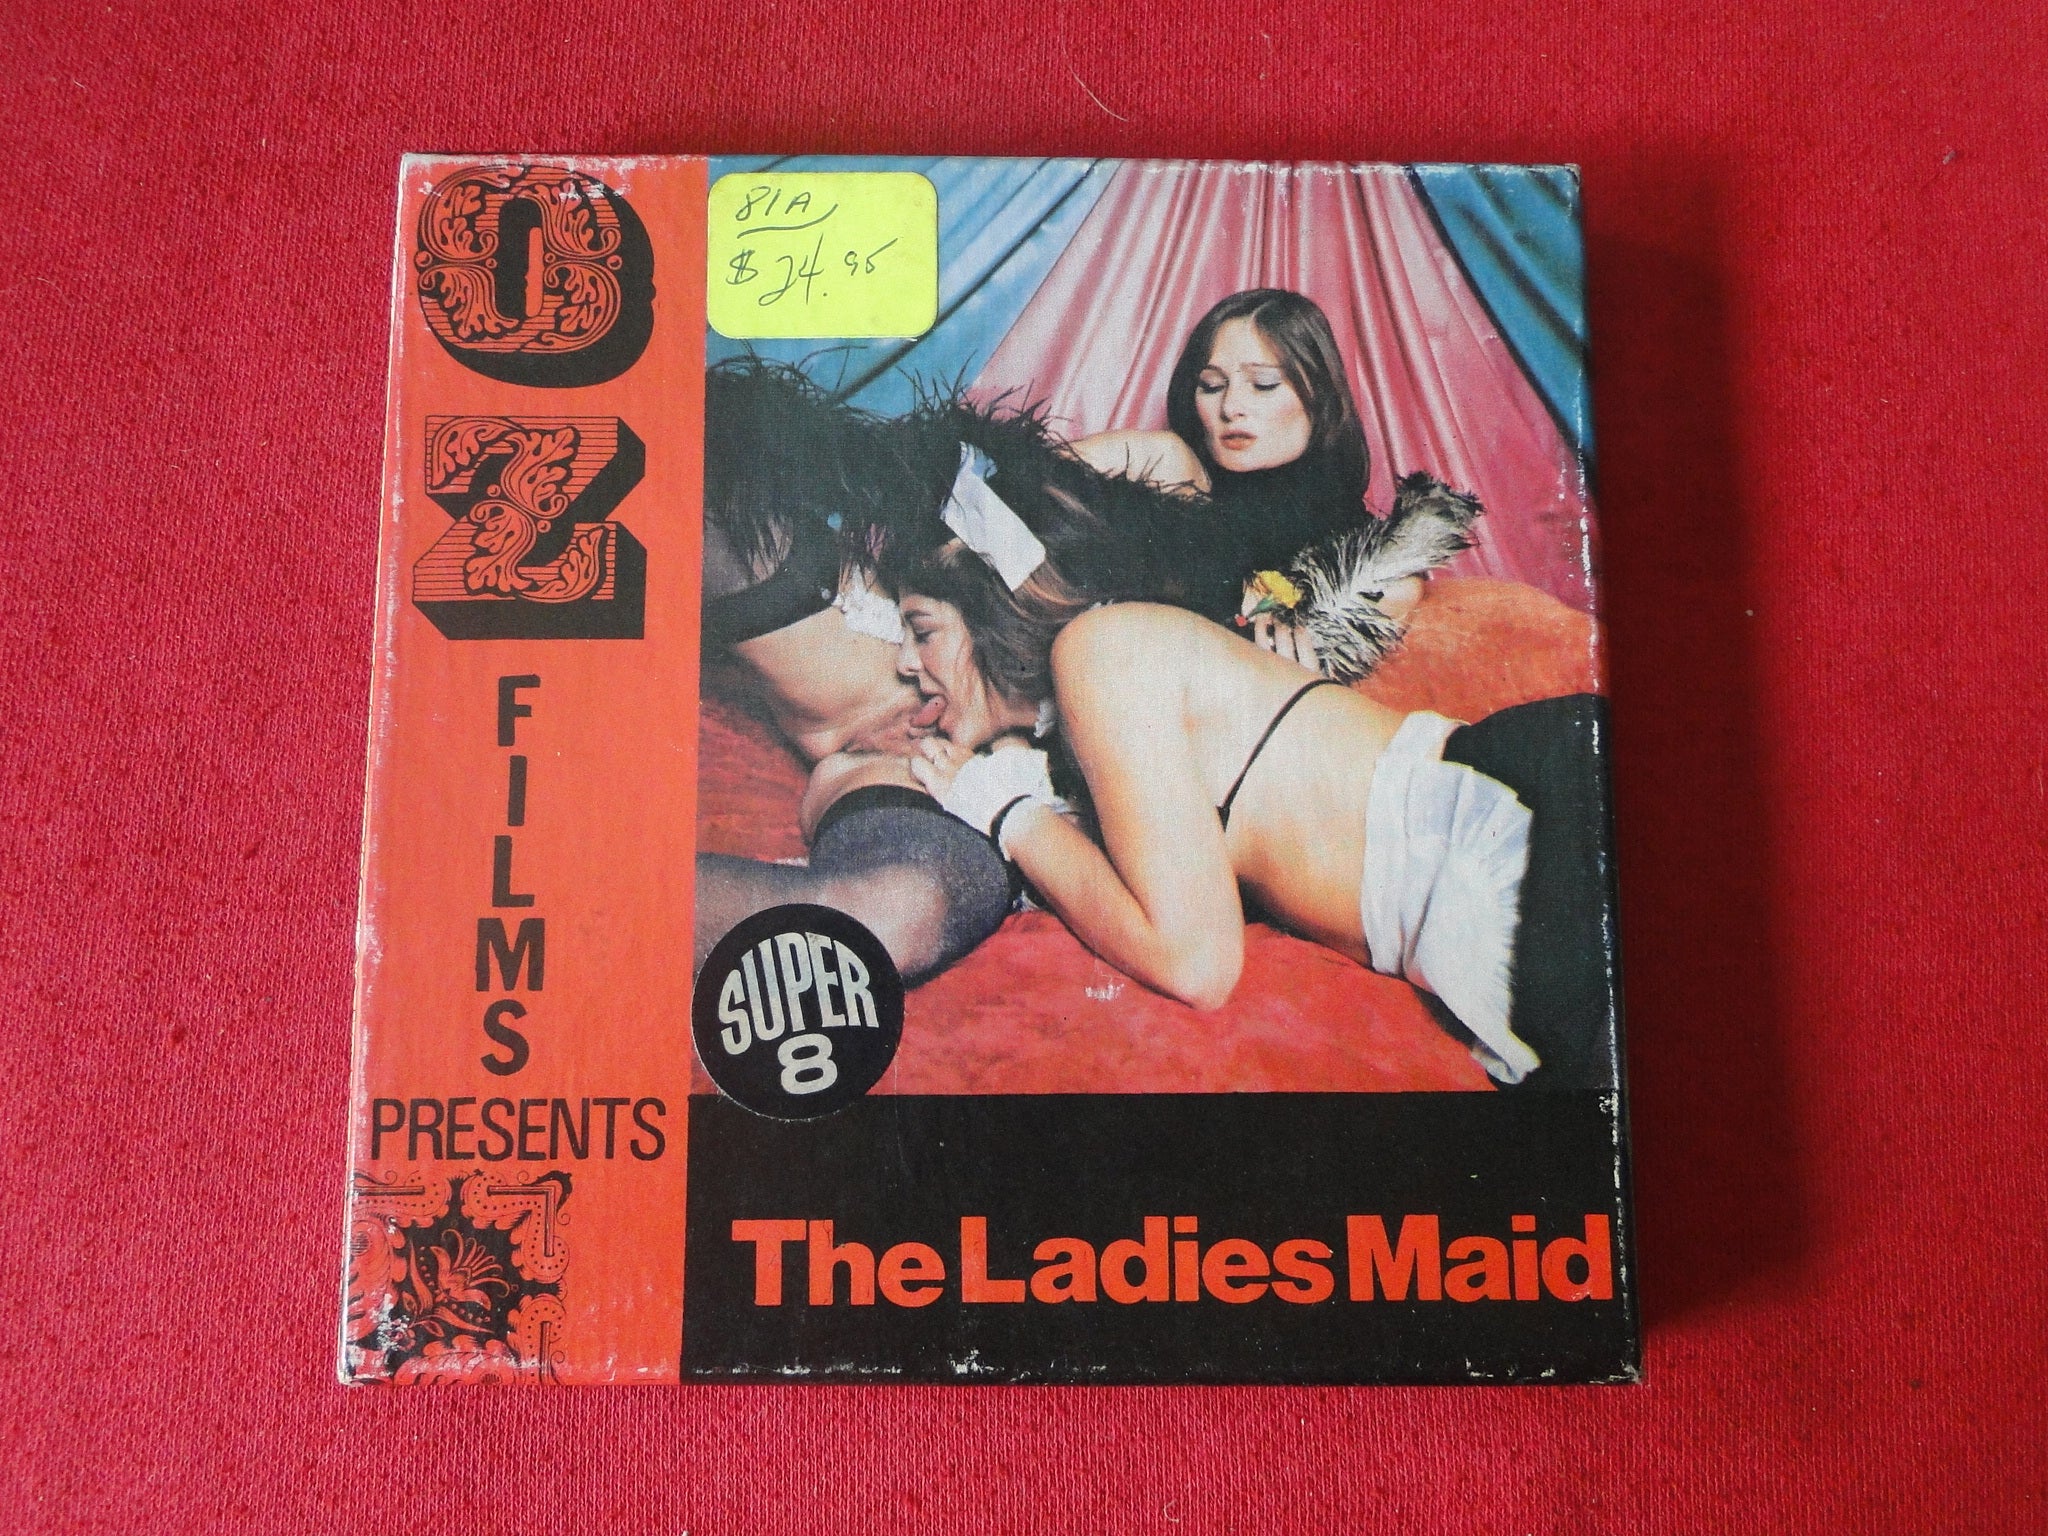 OZ
FILMS
PRESENTS
81A
$24.95
SUPER
8
The Ladies Maid